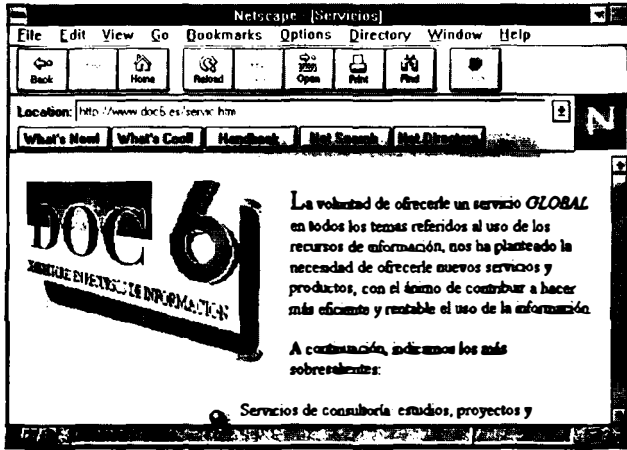 Netscape - [Servicios]
File Edit View Go Bookmarks Options Directory Window Help
Back Home Reload Open Print Find
Location: http://www.doc6.es/servic.htm
What's New! What's Cool! Handbook Net Search Net Directory
N
DOC 6
EN RECURSOS DE INFORMACION
La voluntad de ofrecerle un servicio GLOBAL
en todos los temas referidos al uso de los
recursos de información, nos ha planteado la
necesidad de ofrecerle nuevos servicios y
productos, con el ánimo de contribuir a hacer
más eficiente y rentable el uso de la información
A continuación, indicamos los más
sobresalientes:
Servicios de consultoría estudios, proyectos y